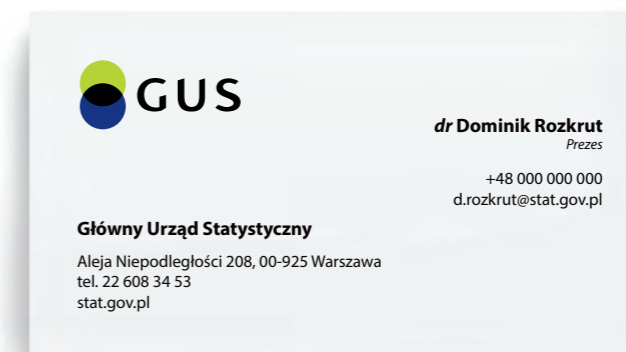 GUS
dr Dominik Rozkrut
Prezes
+48 000 000 000
d.rozkrut@stat.gov.pl
Główny Urząd Statystyczny
Aleja Niepodległości 208, 00-925 Warszawa
tel. 22 608 34 53
stat.gov.pl